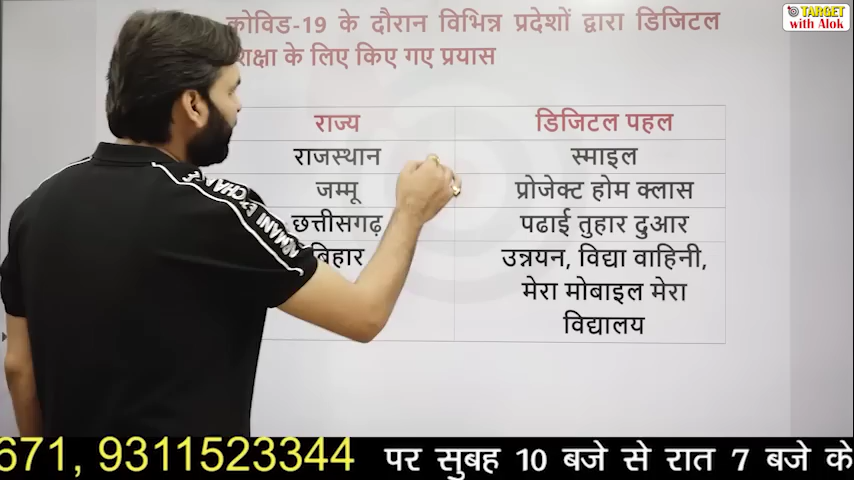 TARGET
with Alok
कोविड-19 के दौरान विभिन्न प्रदेशों द्वारा डिजिटल
के लिए किए गए प्रयास
राज्य डिजिटल पहल
राजस्थान स्माइल
जम्मू प्रोजेक्ट होम क्लास
छत्तीसगढ़ पढाई तुहार दुआर
बिहार उन्नयन, विद्या वाहिनी,
मेरा मोबाइल मेरा
विद्यालय
671, 9311523344 पर सुबह 10 बजे से रात 7 बजे के